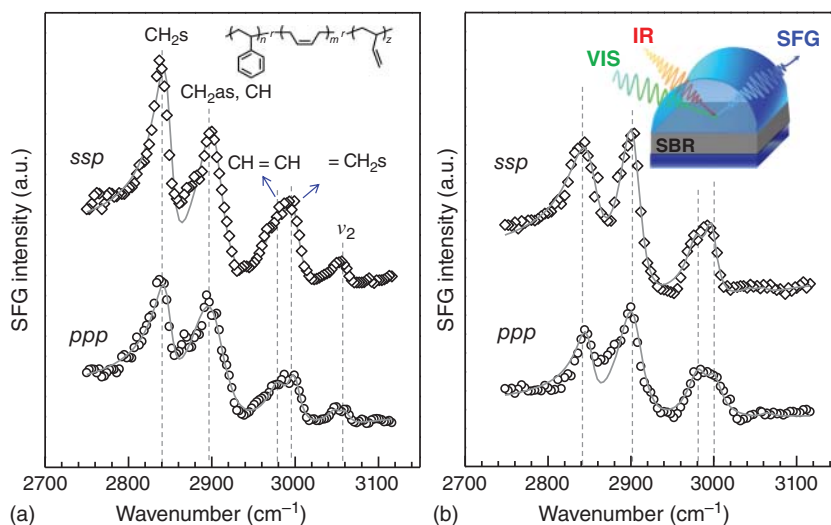 CH₂s
n r m r z
CH₂as, CH
CH = CH
= CH₂s
ν₂
ssp
ppp
SFG intensity (a.u.)
2700 2800 2900 3000 3100
(a) Wavenumber (cm⁻¹)
IR
SFG
VIS
SBR
ssp
ppp
SFG intensity (a.u.)
2700 2800 2900 3000 3100
(b) Wavenumber (cm⁻¹)